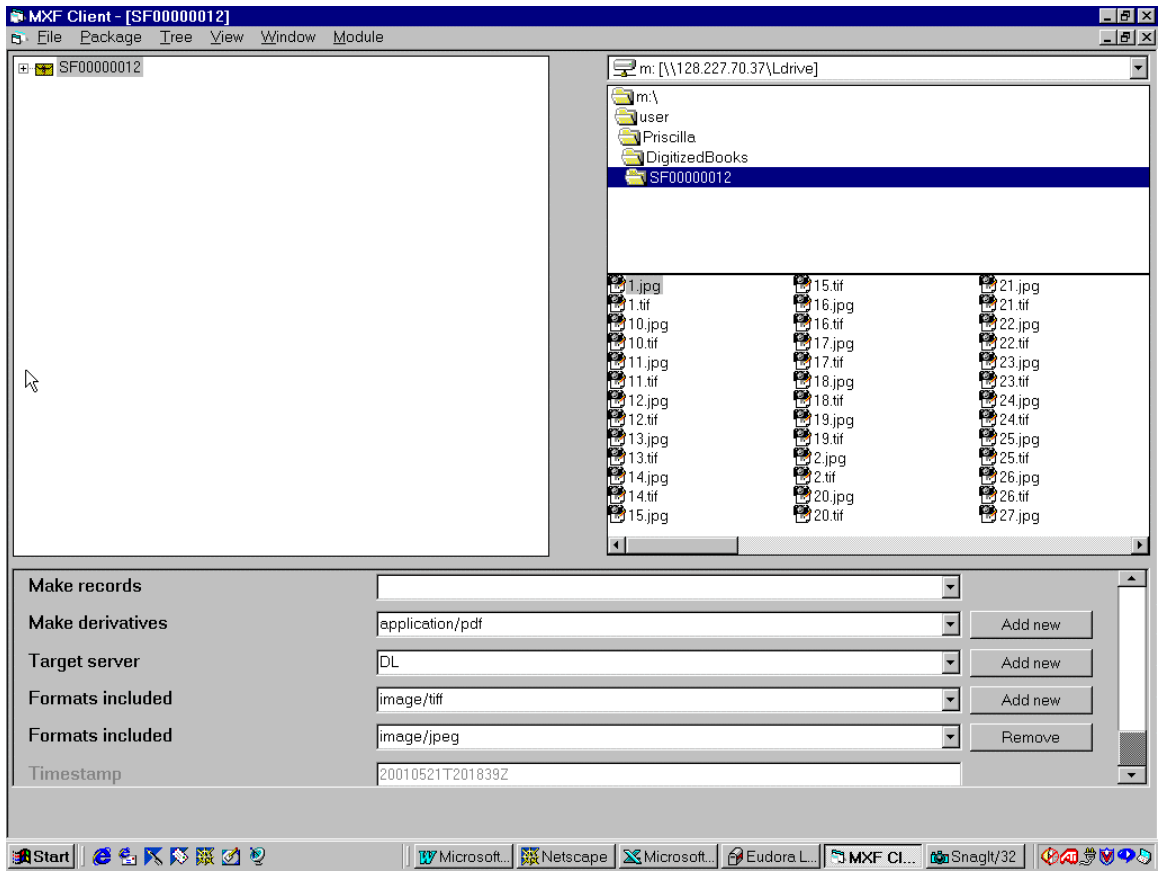 MXF Client - [SF00000012]
File Package Tree View Window Module
SF00000012
m: [\\128.227.70.37\Ldrive]
m:\
user
Priscilla
DigitizedBooks
SF00000012
1.jpg 15.tif 21.jpg
1.tif 16.jpg 21.tif
10.jpg 16.tif 22.jpg
10.tif 17.jpg 22.tif
11.jpg 17.tif 23.jpg
11.tif 18.jpg 23.tif
12.jpg 18.tif 24.jpg
12.tif 19.jpg 24.tif
13.jpg 19.tif 25.jpg
13.tif 2.jpg 25.tif
14.jpg 2.tif 26.jpg
14.tif 20.jpg 26.tif
15.jpg 20.tif 27.jpg
Make records
Make derivatives application/pdf Add new
Target server DL Add new
Formats included image/tiff Add new
Formats included image/jpeg Remove
Timestamp 20010521T201839Z
Start Microsoft... Netscape Microsoft... Eudora L... MXF Cl... SnagIt/32